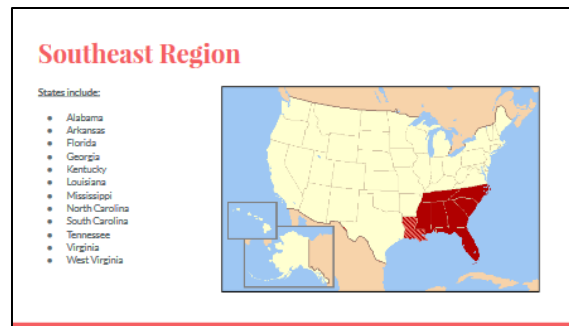 Southeast Region
States include:
● Alabama
● Arkansas
● Florida
● Georgia
● Kentucky
● Louisiana
● Mississippi
● North Carolina
● South Carolina
● Tennessee
● Virginia
● West Virginia